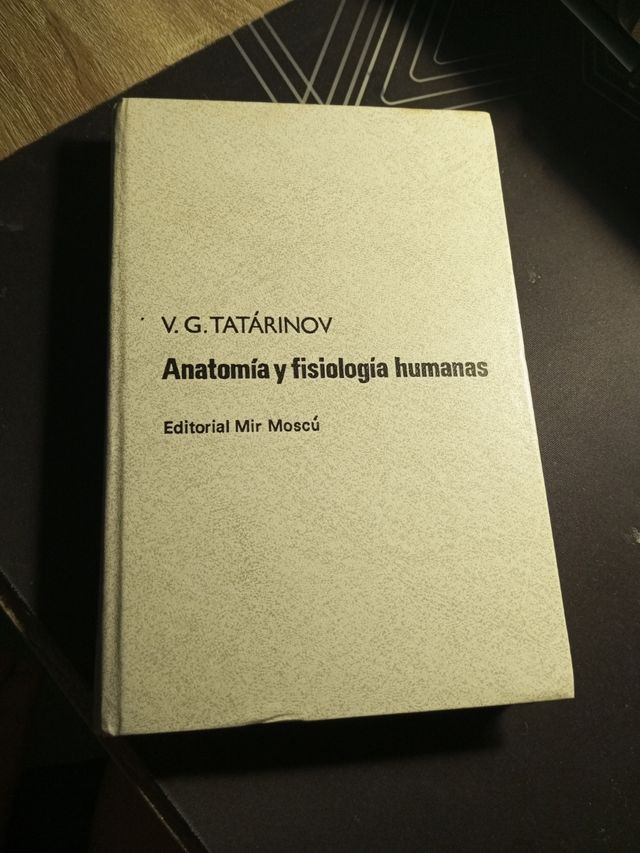 V. G. TATÁRINOV
Anatomía y fisiología humanas
Editorial Mir Moscú